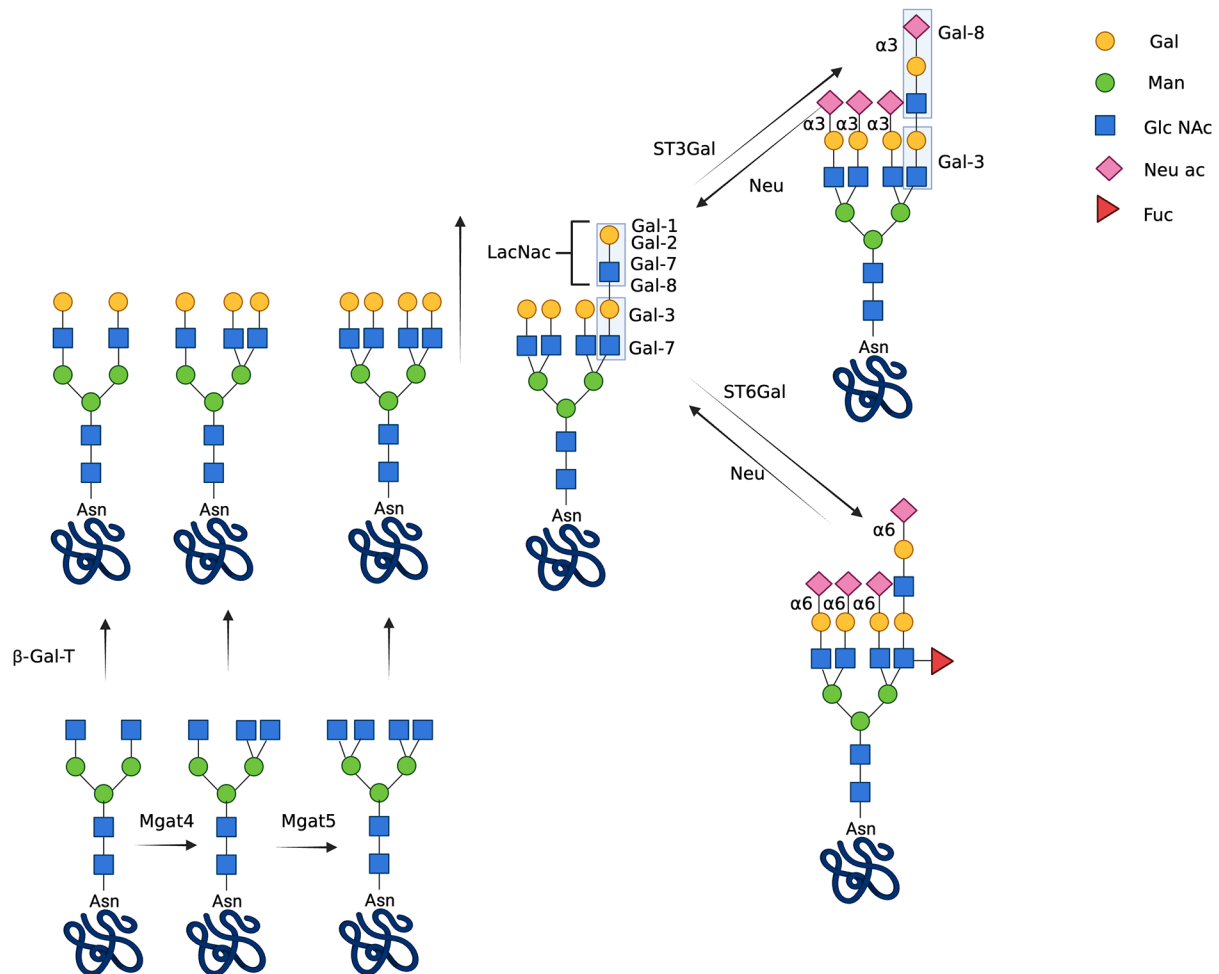 Gal-8
α3
Gal
Man
Glc NAc
Neu ac
Fuc
α3
α3
α3
ST3Gal
Gal-3
Neu
Gal-1
Gal-2
LacNac
Gal-7
Gal-8
Gal-3
Gal-7
Asn
ST6Gal
Neu
Asn
Asn
Asn
Asn
α6
α6
α6
α6
β-Gal-T
Mgat4
Mgat5
Asn
Asn
Asn
Asn